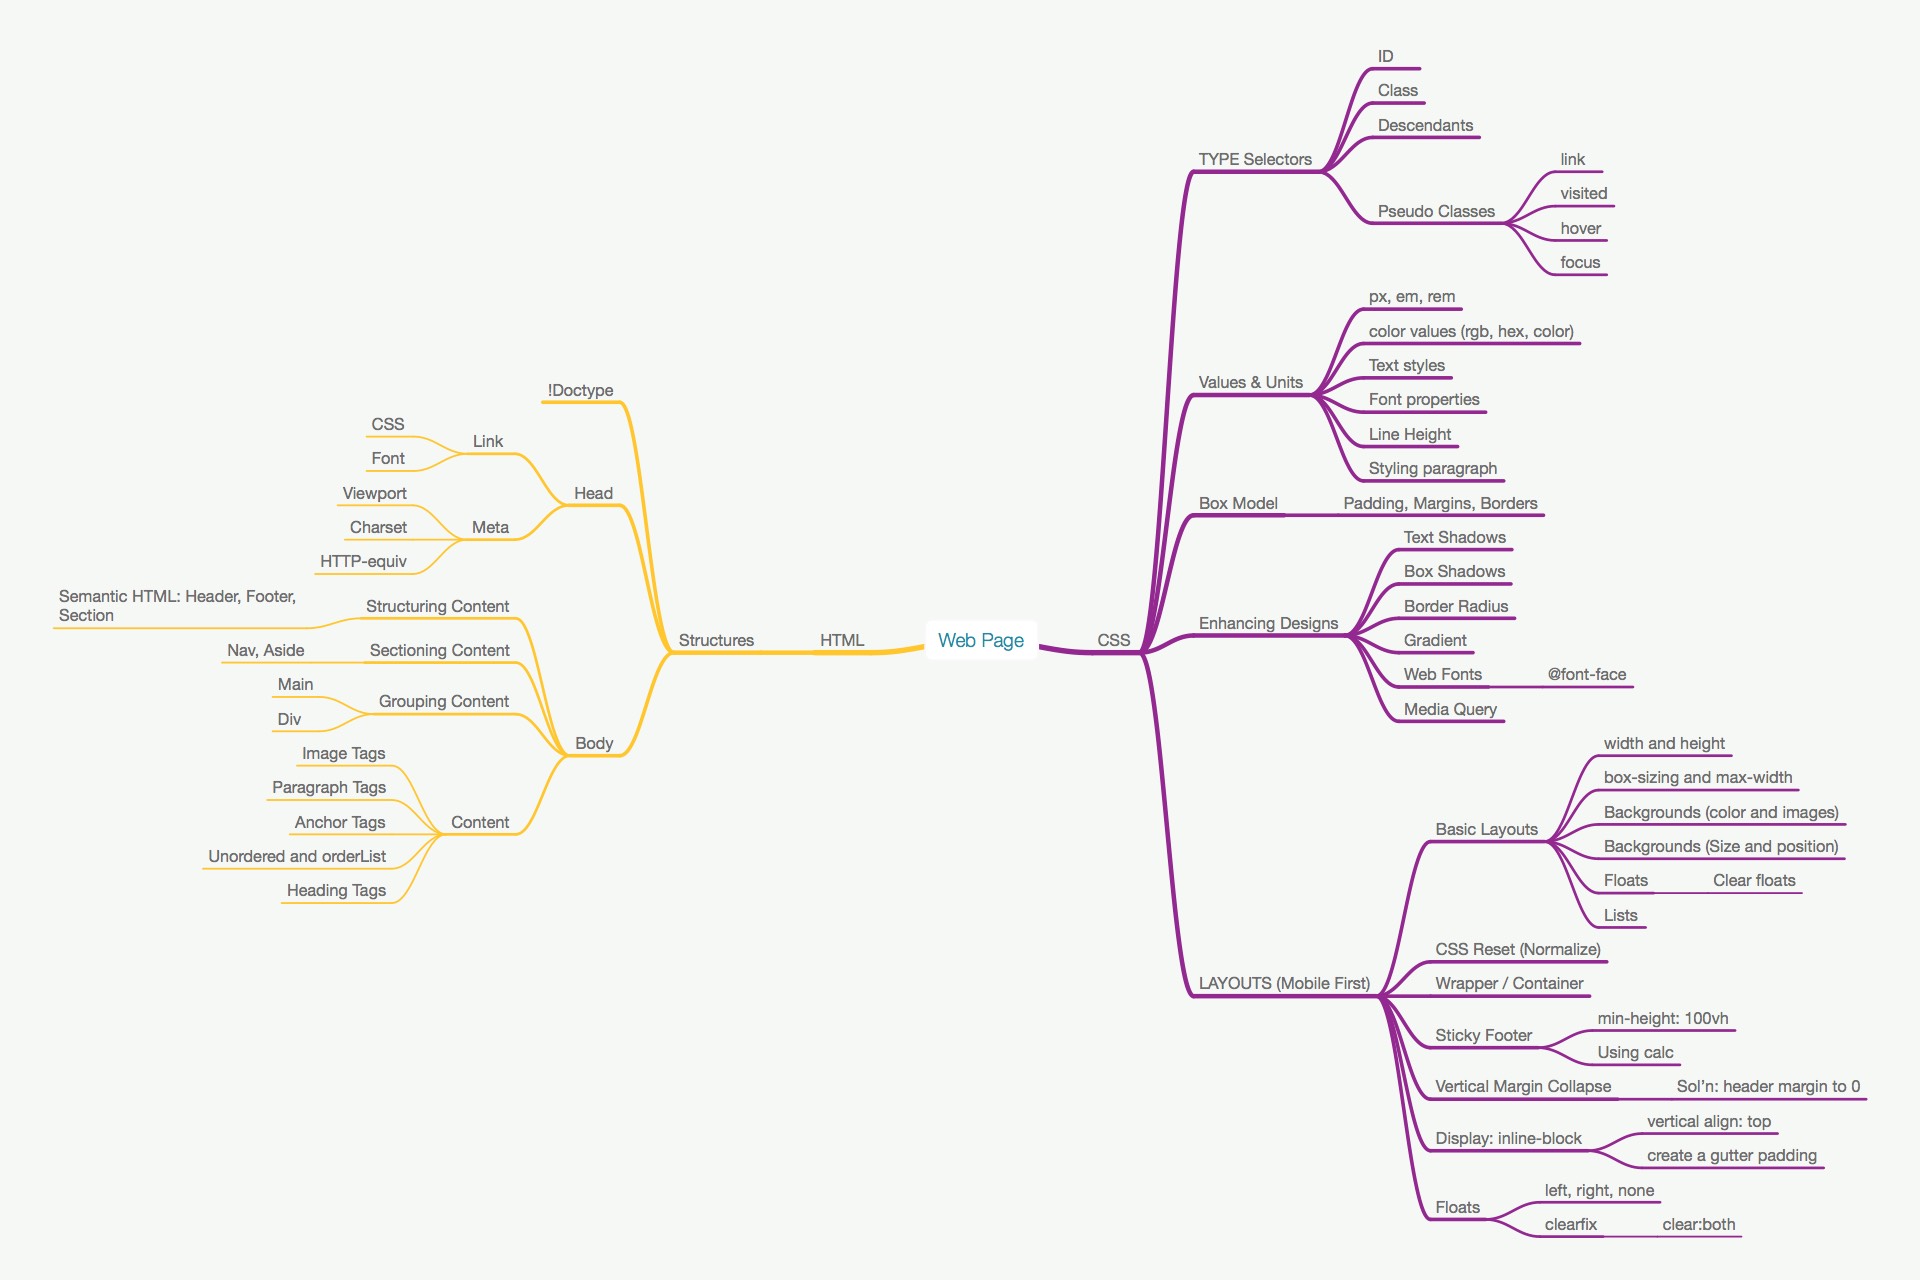 Web Page
HTML
Structures
!Doctype
Head
Link
CSS
Font
Meta
Viewport
Charset
HTTP-equiv
Body
Structuring Content
Semantic HTML: Header, Footer,
Section
Sectioning Content
Nav, Aside
Grouping Content
Main
Div
Content
Image Tags
Paragraph Tags
Anchor Tags
Unordered and orderList
Heading Tags
CSS
TYPE Selectors
ID
Class
Descendants
Pseudo Classes
link
visited
hover
focus
Values & Units
px, em, rem
color values (rgb, hex, color)
Text styles
Font properties
Line Height
Styling paragraph
Box Model
Padding, Margins, Borders
Enhancing Designs
Text Shadows
Box Shadows
Border Radius
Gradient
Web Fonts
@font-face
Media Query
LAYOUTS (Mobile First)
Basic Layouts
width and height
box-sizing and max-width
Backgrounds (color and images)
Backgrounds (Size and position)
Floats
Clear floats
Lists
CSS Reset (Normalize)
Wrapper / Container
Sticky Footer
min-height: 100vh
Using calc
Vertical Margin Collapse
Sol’n: header margin to 0
Display: inline-block
vertical align: top
create a gutter padding
Floats
left, right, none
clearfix
clear:both